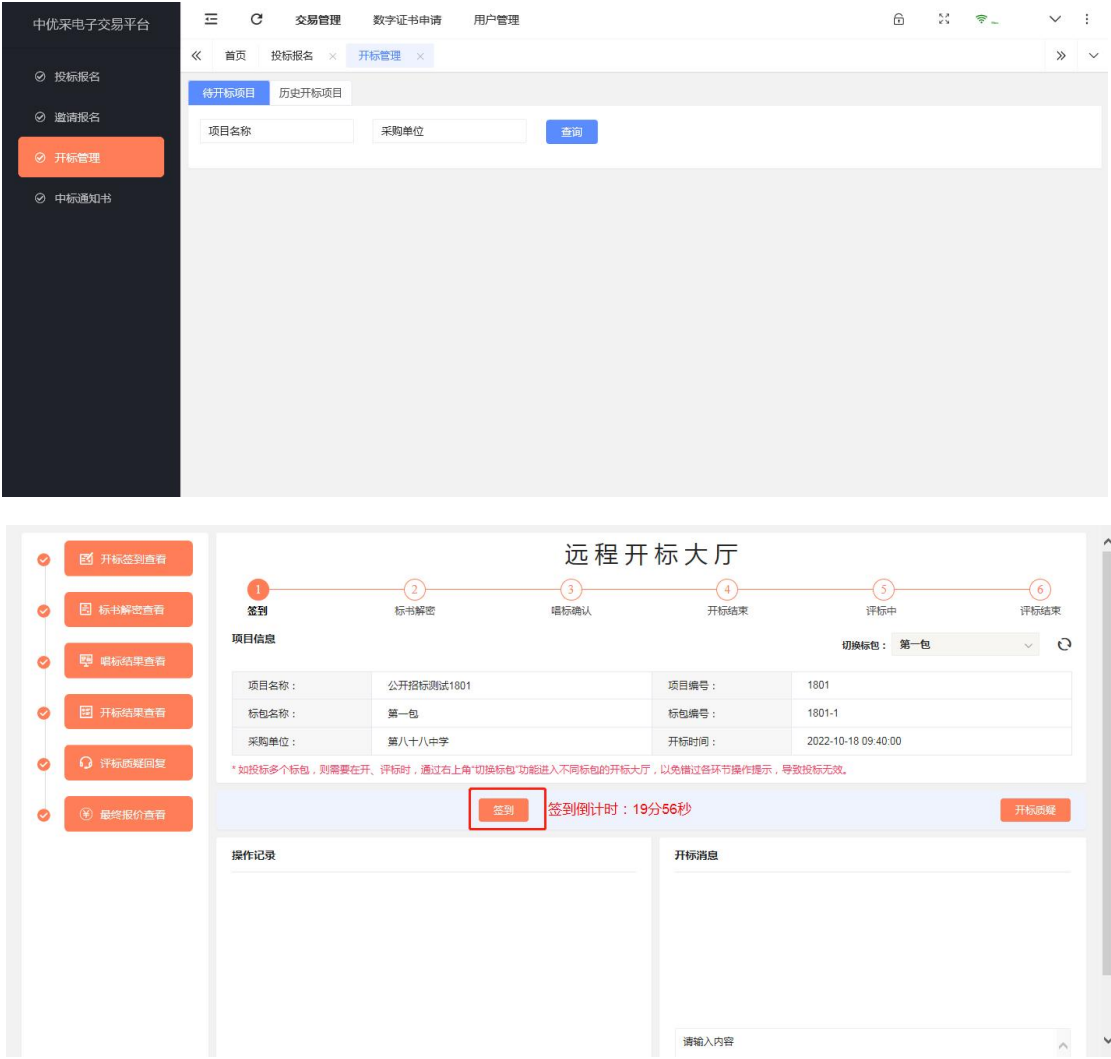 中优采电子交易平台
交易管理 数字证书申请 用户管理
首页 投标报名 开标管理
投标报名
邀请报名
开标管理
中标通知书
待开标项目 历史开标项目
项目名称 采购单位 查询
远程开标大厅
开标签到查看
标书解密查看
唱标结果查看
开标结果查看
评标质疑回复
最终报价查看
1 2 3 4 5 6
签到 标书解密 唱标确认 开标结束 评标中 评标结束
项目信息 切换标包： 第一包
项目名称： 公开招标测试1801 项目编号： 1801
标包名称： 第一包 标包编号： 1801-1
采购单位： 第八十八中学 开标时间： 2022-10-18 09:40:00
* 如投标多个标包，则需要在开、评标时，通过右上角“切换标包”功能进入不同标包的开标大厅，以免错过各环节操作提示，导致投标无效。
签到 签到倒计时：19分56秒 开标质疑
操作记录 开标消息
请输入内容